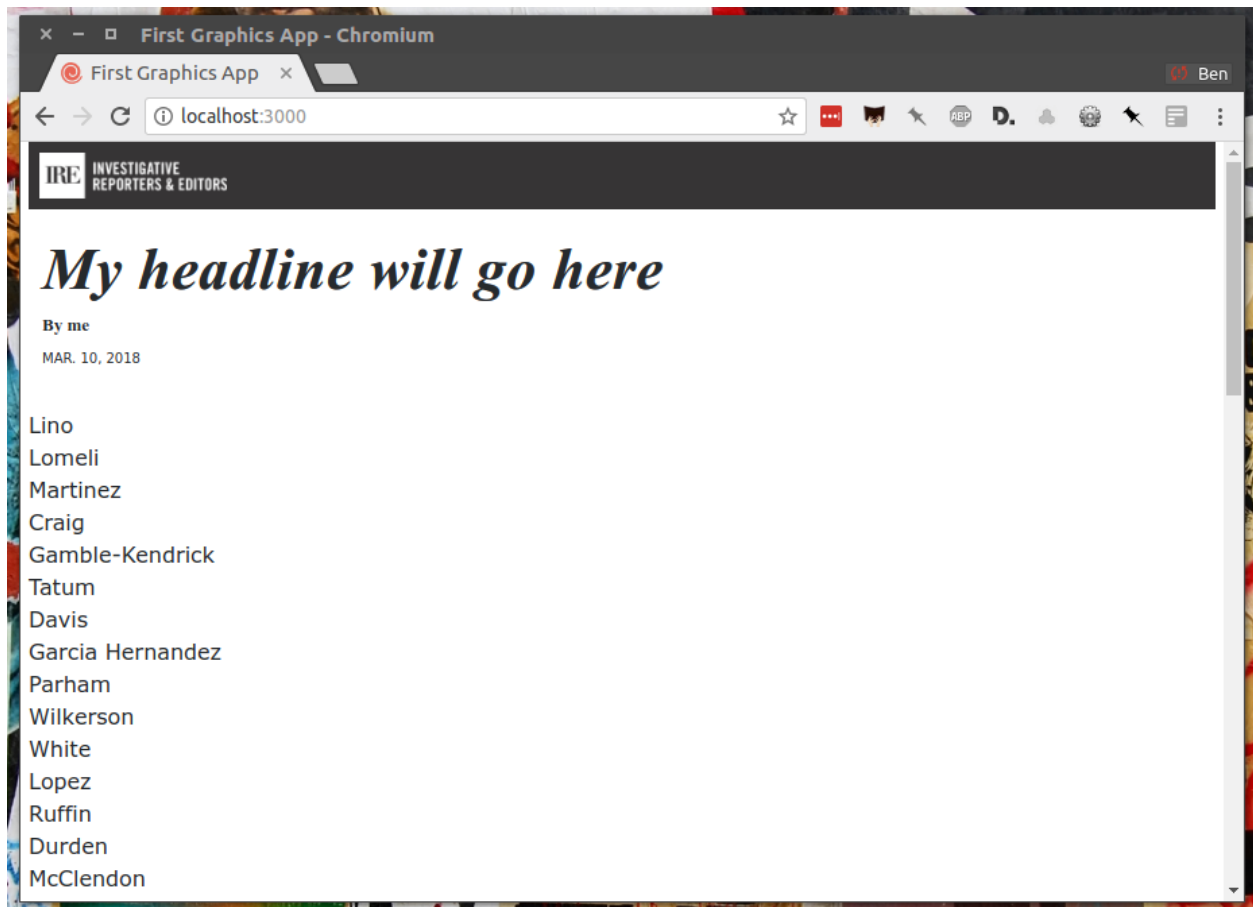 First Graphics App - Chromium
First Graphics App
Ben
localhost:3000
ABP
D.
IRE
INVESTIGATIVE
REPORTERS & EDITORS
My headline will go here
By me
MAR. 10, 2018
Lino
Lomeli
Martinez
Craig
Gamble-Kendrick
Tatum
Davis
Garcia Hernandez
Parham
Wilkerson
White
Lopez
Ruffin
Durden
McClendon